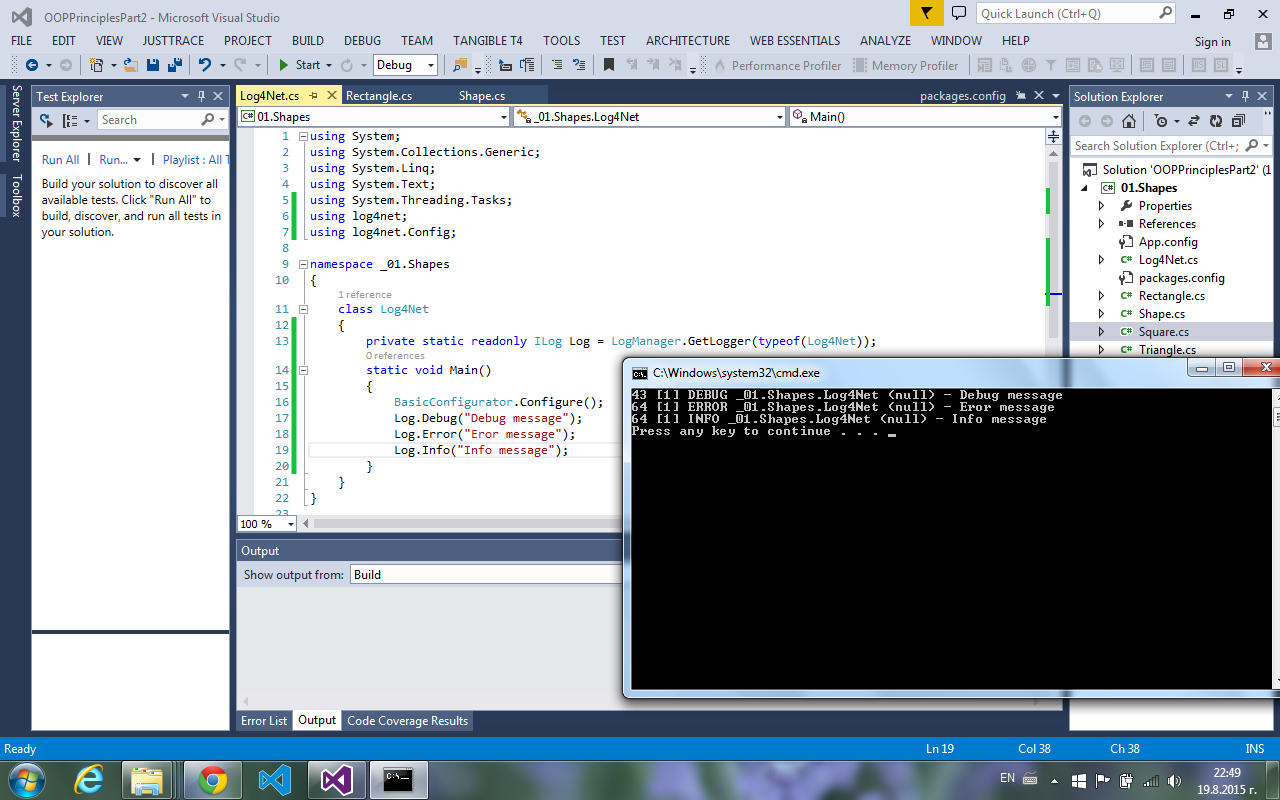 OOPPrinciplesPart2 - Microsoft Visual Studio
Quick Launch (Ctrl+Q)
FILE EDIT VIEW JUSTTRACE PROJECT BUILD DEBUG TEAM TANGIBLE T4 TOOLS TEST ARCHITECTURE WEB ESSENTIALS ANALYZE WINDOW HELP Sign in
Start Debug Performance Profiler Memory Profiler
Server Explorer
Toolbox
Test Explorer
Search
Run All | Run... | Playlist : All T
Build your solution to discover all
available tests. Click "Run All" to
build, discover, and run all tests in
your solution.
Log4Net.cs Rectangle.cs Shape.cs packages.config
01.Shapes _01.Shapes.Log4Net Main()
1 using System;
2 using System.Collections.Generic;
3 using System.Linq;
4 using System.Text;
5 using System.Threading.Tasks;
6 using log4net;
7 using log4net.Config;
8
9 namespace _01.Shapes
10 {
1 reference
11 class Log4Net
12 {
13 private static readonly ILog Log = LogManager.GetLogger(typeof(Log4Net));
0 references
14 static void Main()
15 {
16 BasicConfigurator.Configure();
17 Log.Debug("Debug message");
18 Log.Error("Eror message");
19 Log.Info("Info message");
20 }
21 }
22 }
23
100 %
Output
Show output from: Build
Error List Output Code Coverage Results
Solution Explorer
Search Solution Explorer (Ctrl+;
Solution 'OOPPrinciplesPart2' (1
C# 01.Shapes
Properties
References
App.config
C# Log4Net.cs
packages.config
C# Rectangle.cs
C# Shape.cs
C# Square.cs
C# Triangle.cs
C:\Windows\system32\cmd.exe
43 [1] DEBUG _01.Shapes.Log4Net (null) - Debug message
64 [1] ERROR _01.Shapes.Log4Net (null) - Eror message
64 [1] INFO _01.Shapes.Log4Net (null) - Info message
Press any key to continue . . . _
Ready Ln 19 Col 38 Ch 38 INS
EN
22:49
19.8.2015 г.